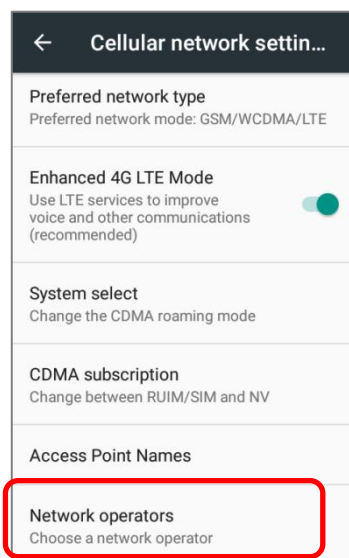 Cellular network settin...
Preferred network type
Preferred network mode: GSM/WCDMA/LTE
Enhanced 4G LTE Mode
Use LTE services to improve
voice and other communications
(recommended)
System select
Change the CDMA roaming mode
CDMA subscription
Change between RUIM/SIM and NV
Access Point Names
Network operators
Choose a network operator